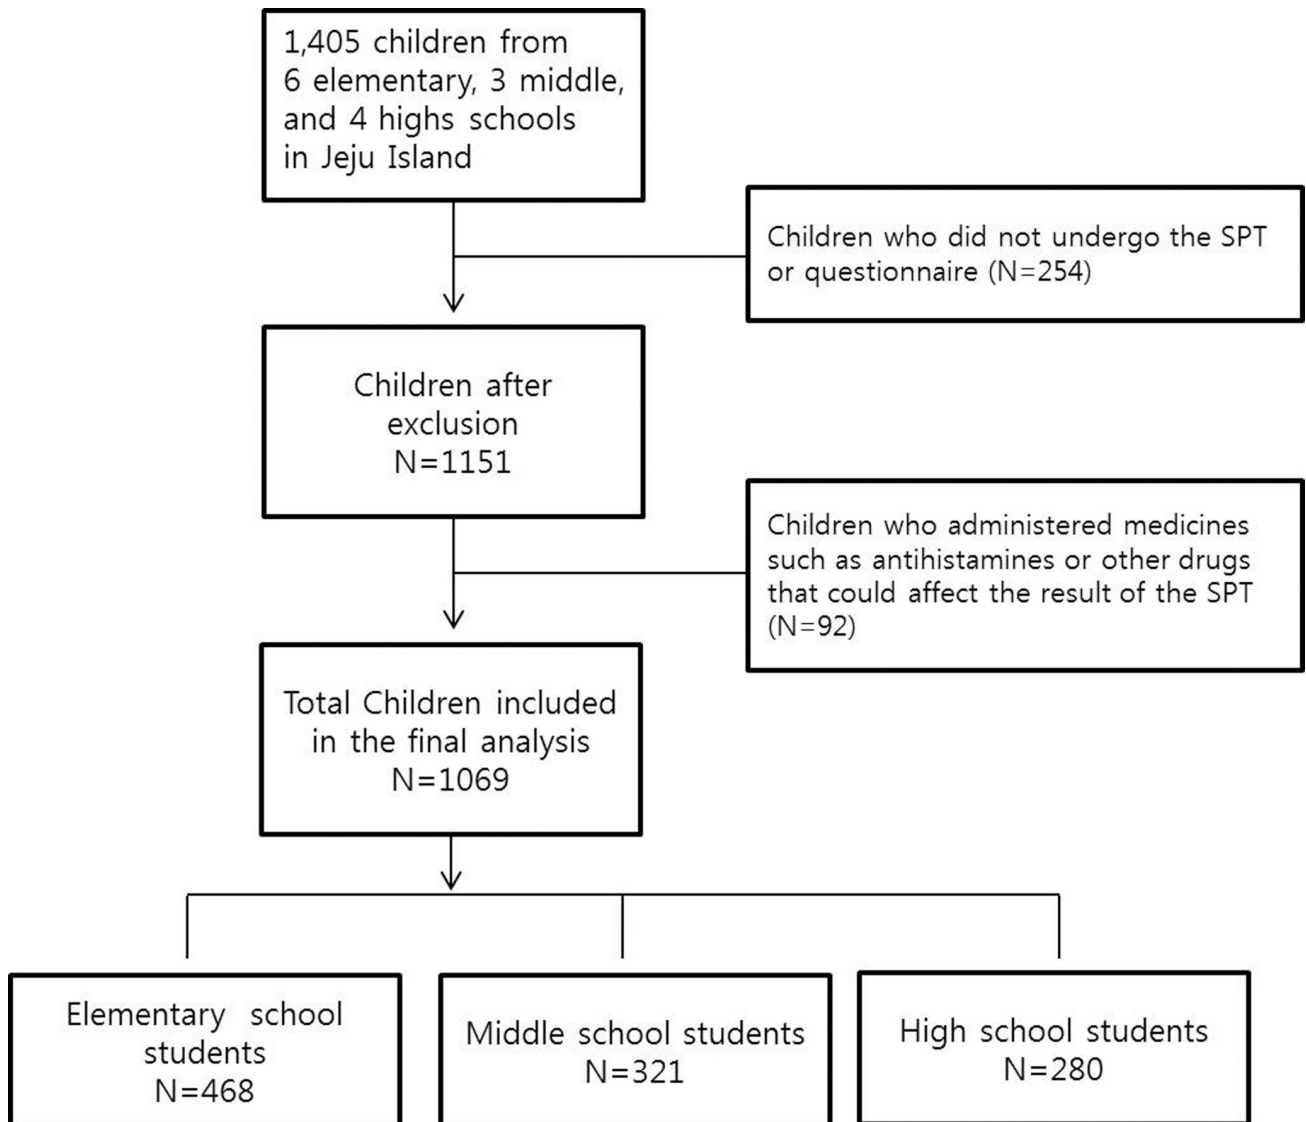 1,405 children from
6 elementary, 3 middle,
and 4 highs schools
in Jeju Island
Children who did not undergo the SPT
or questionnaire (N=254)
Children after
exclusion
N=1151
Children who administered medicines
such as antihistamines or other drugs
that could affect the result of the SPT
(N=92)
Total Children included
in the final analysis
N=1069
Elementary school
students
N=468
Middle school students
N=321
High school students
N=280